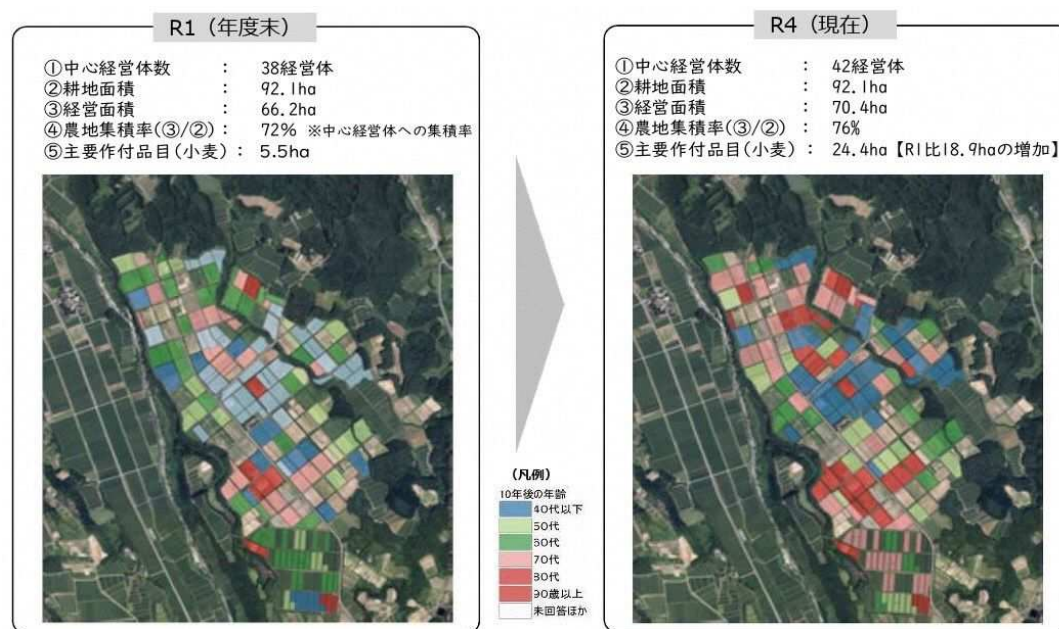 R1（年度末）
①中心経営体数　：　38経営体
②耕地面積　：　92.1ha
③経営面積　：　66.2ha
④農地集積率(③/②)：　72%　※中心経営体への集積率
⑤主要作付品目(小麦)：　5.5ha
R4（現在）
①中心経営体数　：　42経営体
②耕地面積　：　92.1ha
③経営面積　：　70.4ha
④農地集積率(③/②)：　76%
⑤主要作付品目(小麦)：　24.4ha【R1比18.9haの増加】
(凡例)
10年後の年齢
40代以下
50代
60代
70代
80代
90歳以上
未回答ほか